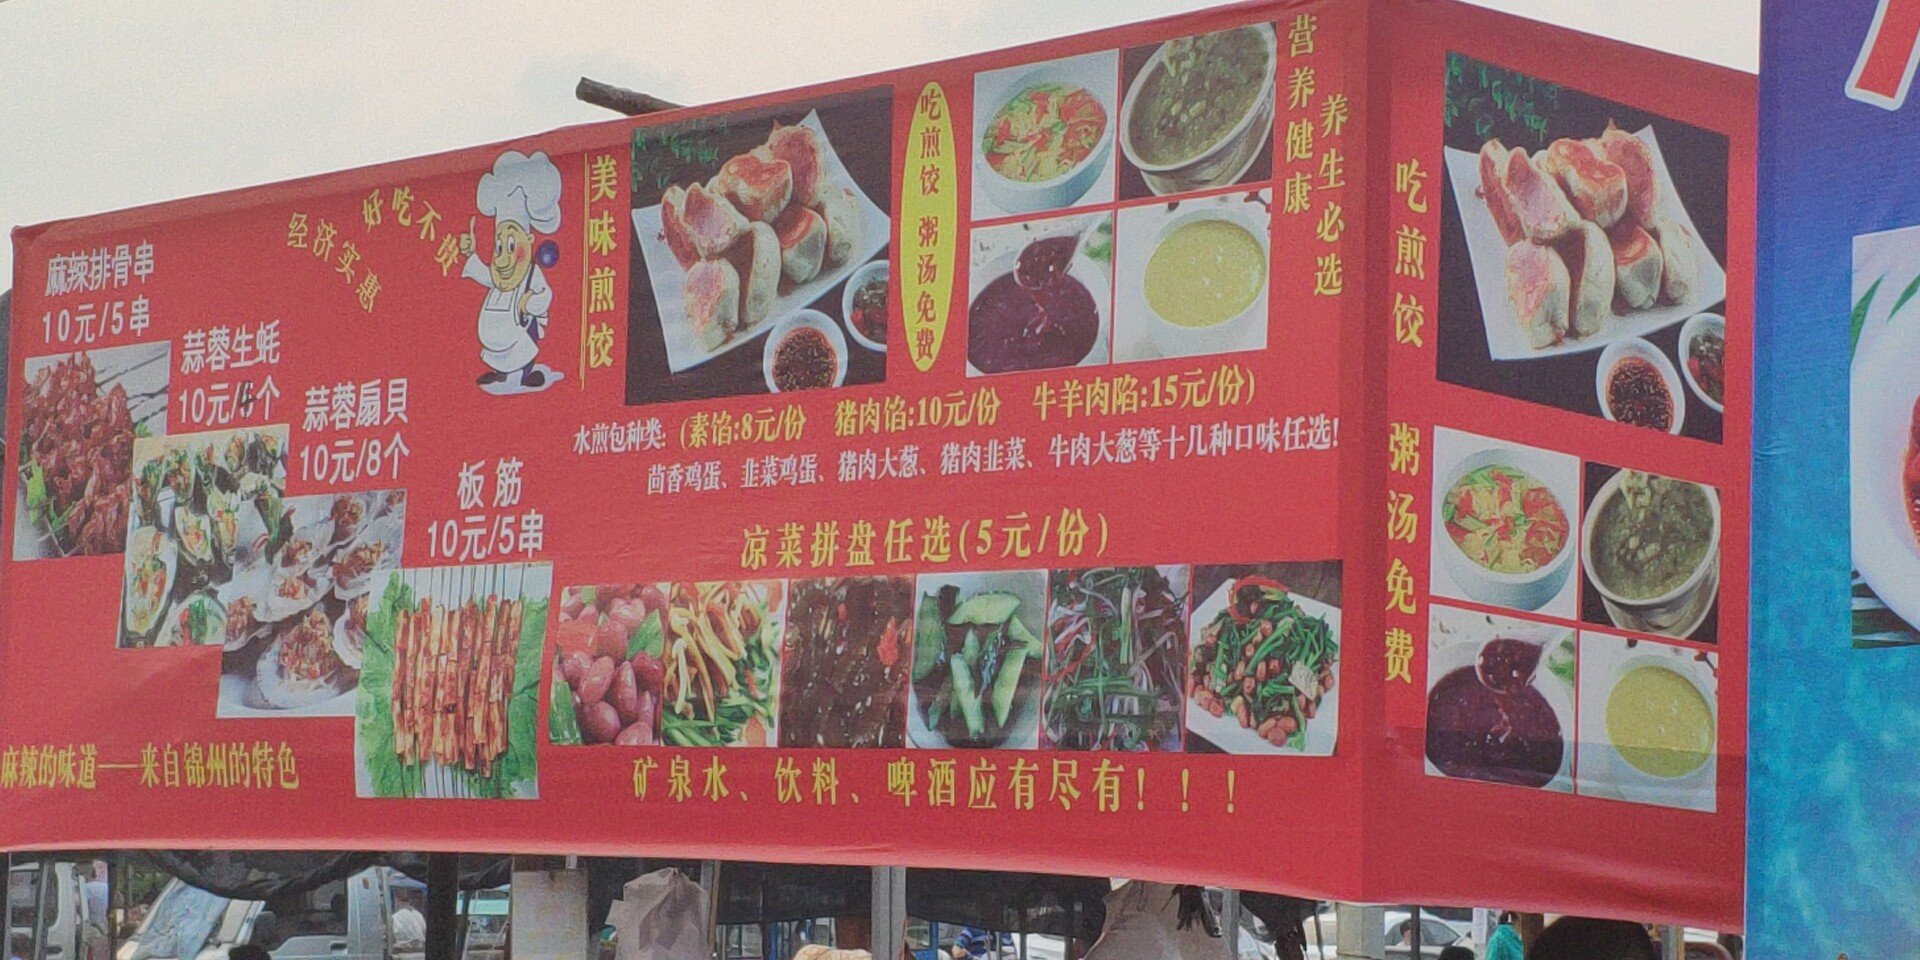 麻辣排骨串
10元/5串
蒜蓉生蚝
10元/5个
蒜蓉扇贝
10元/8个
板筋
10元/5串
经济实惠
好吃不贵
麻辣的味道——来自锦州的特色
美味煎饺
吃煎饺 粥汤免费
营养健康
养生必选
水煎包种类: (素馅:8元/份 猪肉馅:10元/份 牛羊肉陷:15元/份)
茴香鸡蛋、韭菜鸡蛋、猪肉大葱、猪肉韭菜、牛肉大葱等十几种口味任选!
凉菜拼盘任选(5元/份)
矿泉水、饮料、啤酒应有尽有!!!
吃煎饺
粥汤免费